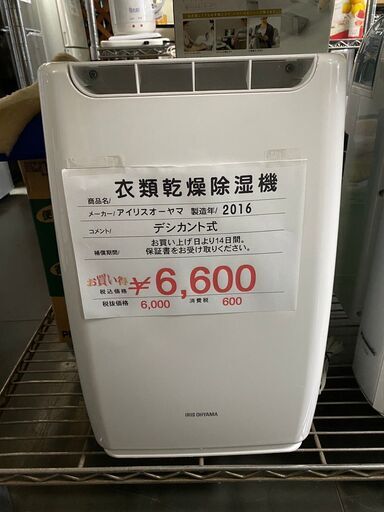 衣類乾燥除湿機
商品名/
メーカー/アイリスオーヤマ 製造年/2016
コメント デシカント式
補償期間/ お買い上げ日より14日間。
保証書をお受け取りください。
お買い得
税込価格 ¥6,600
税抜価格 6,000 消費税 600
IRIS OHYAMA